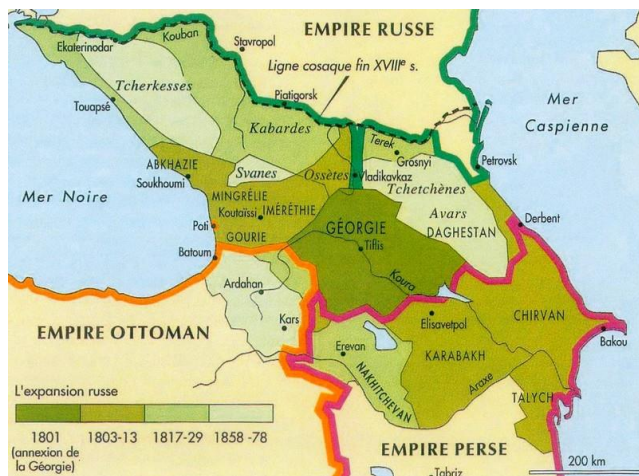 EMPIRE RUSSE
Kouban
Stavropol
Ekaterinodar
Ligne cosaque fin XVIIIe s.
Tcherkesses
Piatigorsk
Mer
Caspienne
Touapsé
Kabardes
Terek
Grosnyi
Petrovsk
ABKHAZIE
Svanes
Ossètes
Vladikavkaz
Soukhoumi
Tchetchènes
Mer Noire
MINGRÉLIE
Koutaïssi
IMÉRÉTHIE
Avars
DAGHESTAN
Derbent
Poti
GOURIE
GÉORGIE
Tiflis
Batoum
Koura
Ardahan
CHIRVAN
EMPIRE OTTOMAN
Kars
Elisavetpol
Bakou
Erevan
KARABAKH
NAKHITCHEVAN
Araxe
TALYCH
L'expansion russe
1801
(annexion de
la Géorgie)
1803-13
1817-29
1858 -78
EMPIRE PERSE
Tabriz
200 km